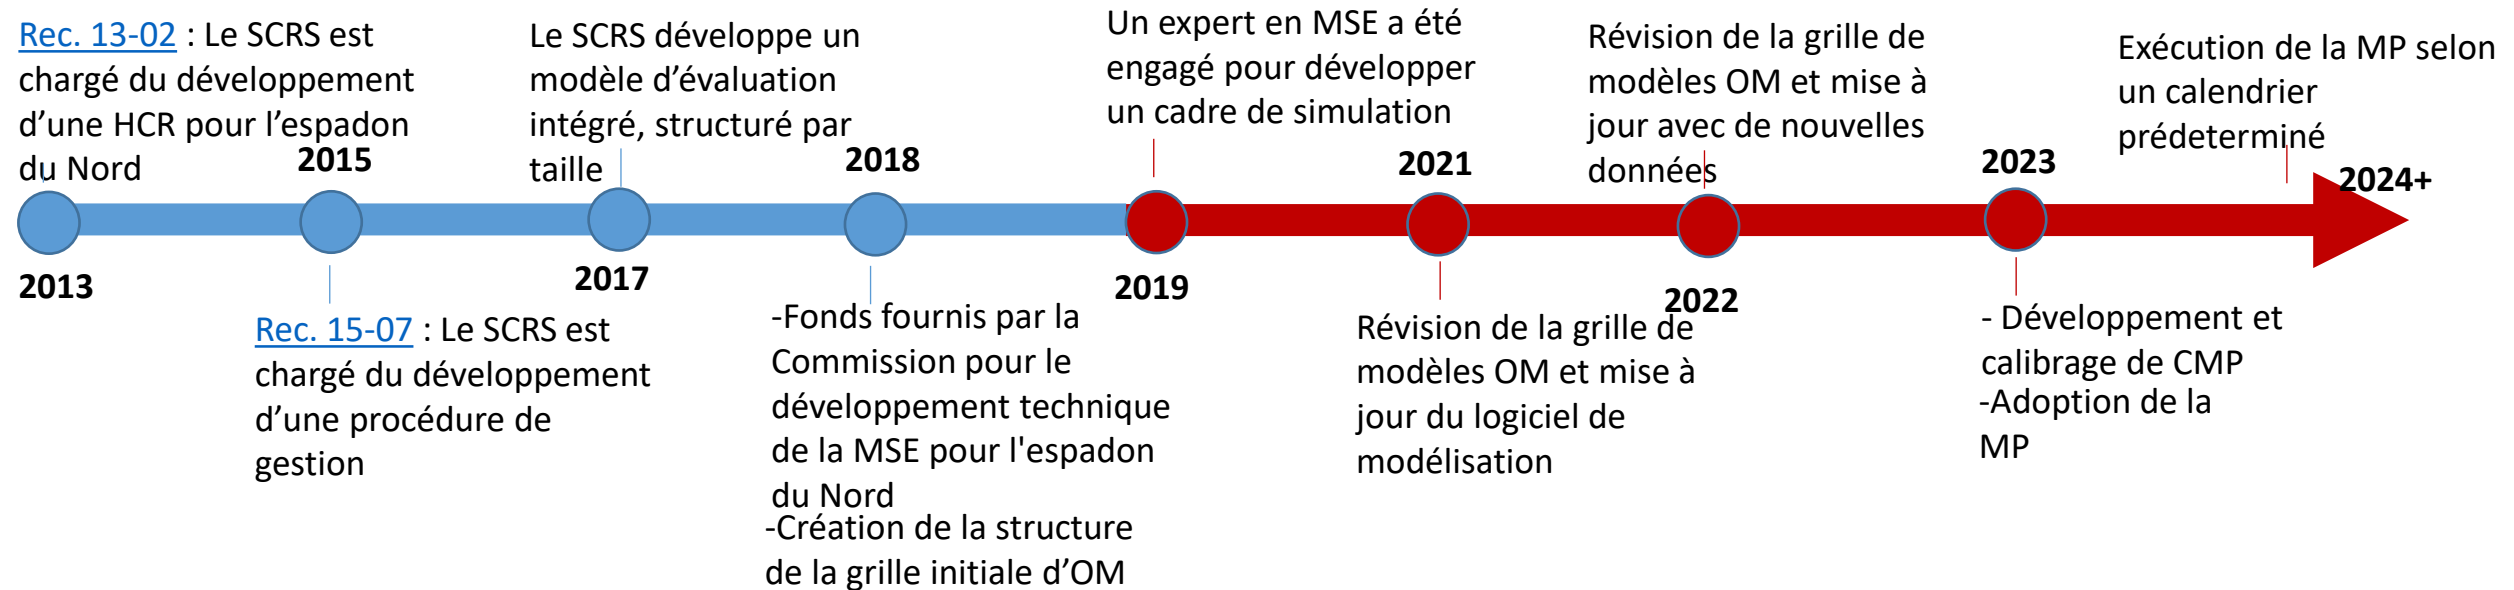 Rec. 13-02 : Le SCRS est
chargé du développement
d’une HCR pour l’espadon
du Nord
2013
2015
Rec. 15-07 : Le SCRS est
chargé du développement
d’une procédure de
gestion
Le SCRS développe un
modèle d’évaluation
intégré, structuré par
taille
2017
2018
-Fonds fournis par la
Commission pour le
développement technique
de la MSE pour l'espadon
du Nord
-Création de la structure
de la grille initiale d’OM
Un expert en MSE a été
engagé pour développer
un cadre de simulation
2019
2021
Révision de la grille de
modèles OM et mise à
jour du logiciel de
modélisation
Révision de la grille de
modèles OM et mise à
jour avec de nouvelles
données
2022
2023
- Développement et
calibrage de CMP
-Adoption de la
MP
Exécution de la MP selon
un calendrier
prédeterminé
2024+